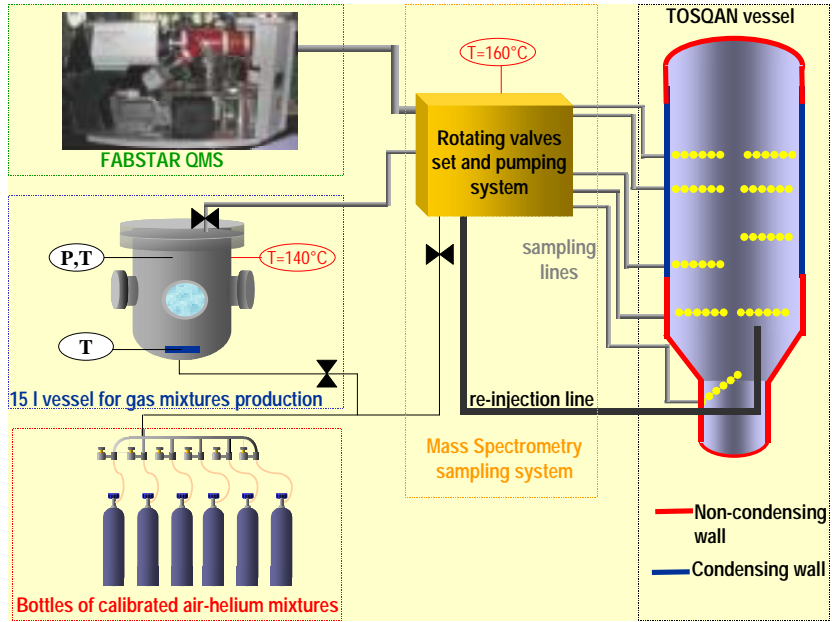 TOSQAN vessel
T=160°C
Rotating valves
set and pumping
system
FABSTAR QMS
P,T
T=140°C
T
sampling
lines
15 l vessel for gas mixtures production
re-injection line
Mass Spectrometry
sampling system
Non-condensing
wall
Condensing wall
Bottles of calibrated air-helium mixtures